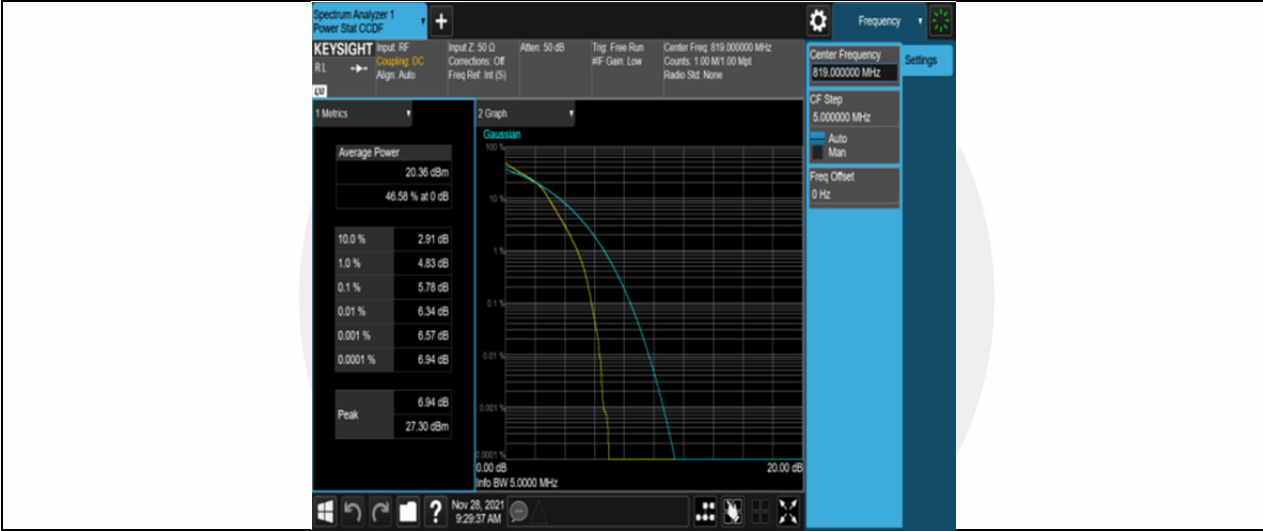 Spectrum Analyzer 1
Power Stat CCDF
+
Frequency
KEYSIGHT
R L
LV
Input: RF
Coupling: DC
Align: Auto
Input Z: 50 Ω
Corrections: Off
Freq Ref: Int (S)
Atten: 50 dB
Trig: Free Run
#IF Gain: Low
Center Freq: 819.000000 MHz
Counts: 1.00 M/1.00 Mpt
Radio Std: None
Center Frequency
819.000000 MHz
Settings
CF Step
5.000000 MHz
Auto
Man
Freq Offset
0 Hz
1 Metrics
Average Power
20.36 dBm
46.58 % at 0 dB
10.0 % 2.91 dB
1.0 % 4.83 dB
0.1 % 5.78 dB
0.01 % 6.34 dB
0.001 % 6.57 dB
0.0001 % 6.94 dB
Peak
6.94 dB
27.30 dBm
2 Graph
Gaussian
100 %
10 %
1 %
0.1 %
0.01 %
0.001 %
0.0001 %
0.00 dB 20.00 dB
Info BW 5.0000 MHz
?
Nov 28, 2021
9:29:37 AM